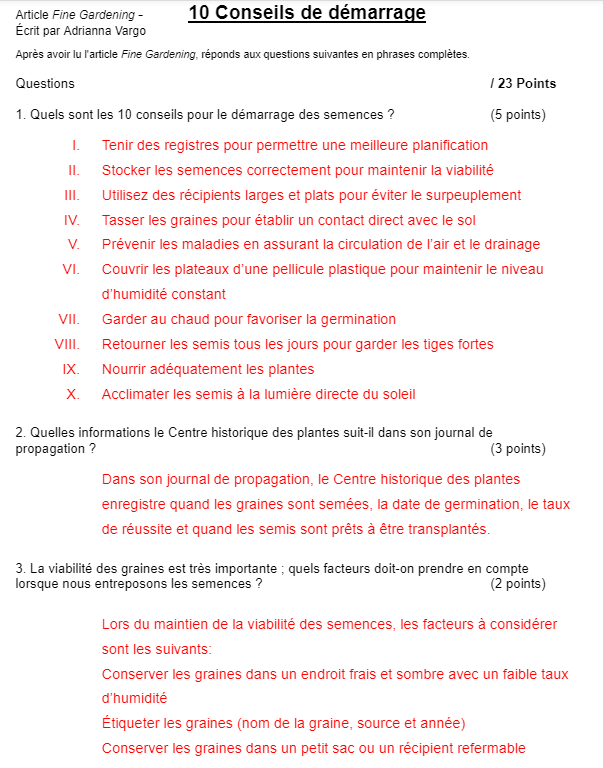 Article Fine Gardening -
10 Conseils de démarrage
Écrit par Adrianna Vargo
Après avoir lu l'article Fine Gardening, réponds aux questions suivantes en phrases complètes.
Questions / 23 Points
1. Quels sont les 10 conseils pour le démarrage des semences ? (5 points)
I. Tenir des registres pour permettre une meilleure planification
II. Stocker les semences correctement pour maintenir la viabilité
III. Utilisez des récipients larges et plats pour éviter le surpeuplement
IV. Tasser les graines pour établir un contact direct avec le sol
V. Prévenir les maladies en assurant la circulation de l'air et le drainage
VI. Couvrir les plateaux d'une pellicule plastique pour maintenir le niveau
d'humidité constant
VII. Garder au chaud pour favoriser la germination
VIII. Retourner les semis tous les jours pour garder les tiges fortes
IX. Nourrir adéquatement les plantes
X. Acclimater les semis à la lumière directe du soleil
2. Quelles informations le Centre historique des plantes suit-il dans son journal de
propagation ? (3 points)
Dans son journal de propagation, le Centre historique des plantes
enregistre quand les graines sont semées, la date de germination, le taux
de réussite et quand les semis sont prêts à être transplantés.
3. La viabilité des graines est très importante ; quels facteurs doit-on prendre en compte
lorsque nous entreposons les semences ? (2 points)
Lors du maintien de la viabilité des semences, les facteurs à considérer
sont les suivants:
Conserver les graines dans un endroit frais et sombre avec un faible taux
d'humidité
Étiqueter les graines (nom de la graine, source et année)
Conserver les graines dans un petit sac ou un récipient refermable